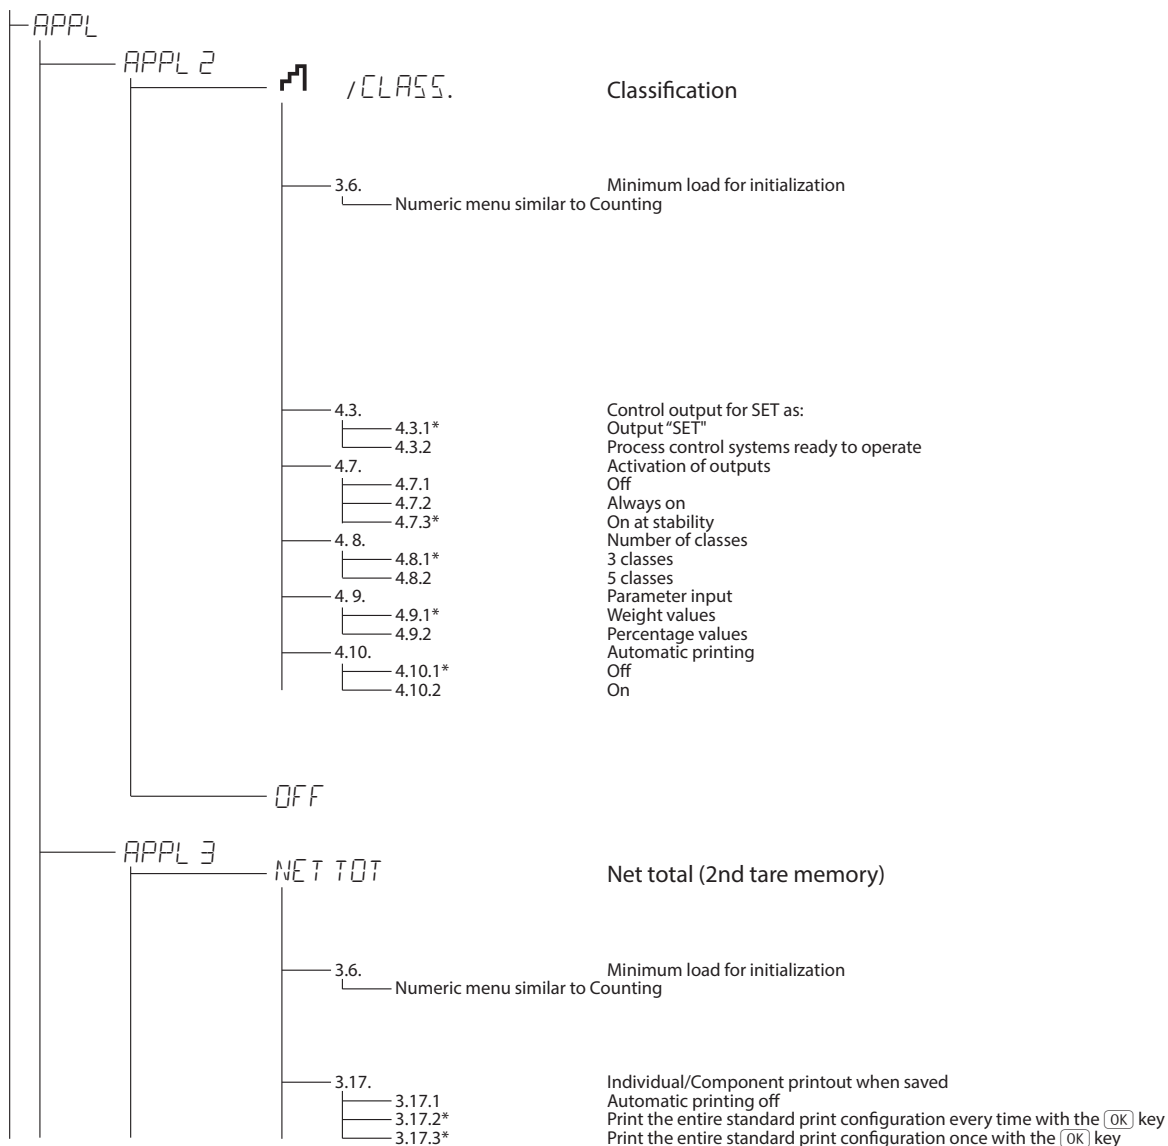 APPL
APPL 2
/CLASS. Classification
3.6. Minimum load for initialization
Numeric menu similar to Counting
4.3. Control output for SET as:
4.3.1* Output “SET"
4.3.2 Process control systems ready to operate
4.7. Activation of outputs
4.7.1 Off
4.7.2 Always on
4.7.3* On at stability
4. 8. Number of classes
4.8.1* 3 classes
4.8.2 5 classes
4. 9. Parameter input
4.9.1* Weight values
4.9.2 Percentage values
4.10. Automatic printing
4.10.1* Off
4.10.2 On
OFF
APPL 3
NET TOT Net total (2nd tare memory)
3.6. Minimum load for initialization
Numeric menu similar to Counting
3.17. Individual/Component printout when saved
3.17.1 Automatic printing off
3.17.2* Print the entire standard print configuration every time with the OK key
3.17.3* Print the entire standard print configuration once with the OK key